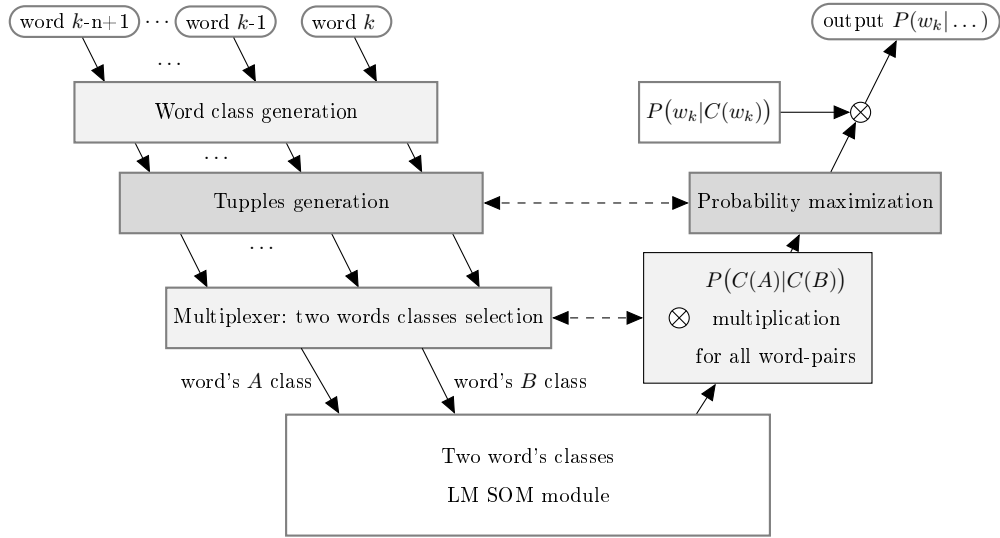 word k-n+1 ··· word k-1 word k
output P(w_k|...)
...
Word class generation
P(w_k|C(w_k))
⊗
...
Tupples generation
Probability maximization
...
P(C(A)|C(B))
Multiplexer: two words classes selection
⊗ multiplication
for all word-pairs
word's A class
word's B class
Two word's classes
LM SOM module